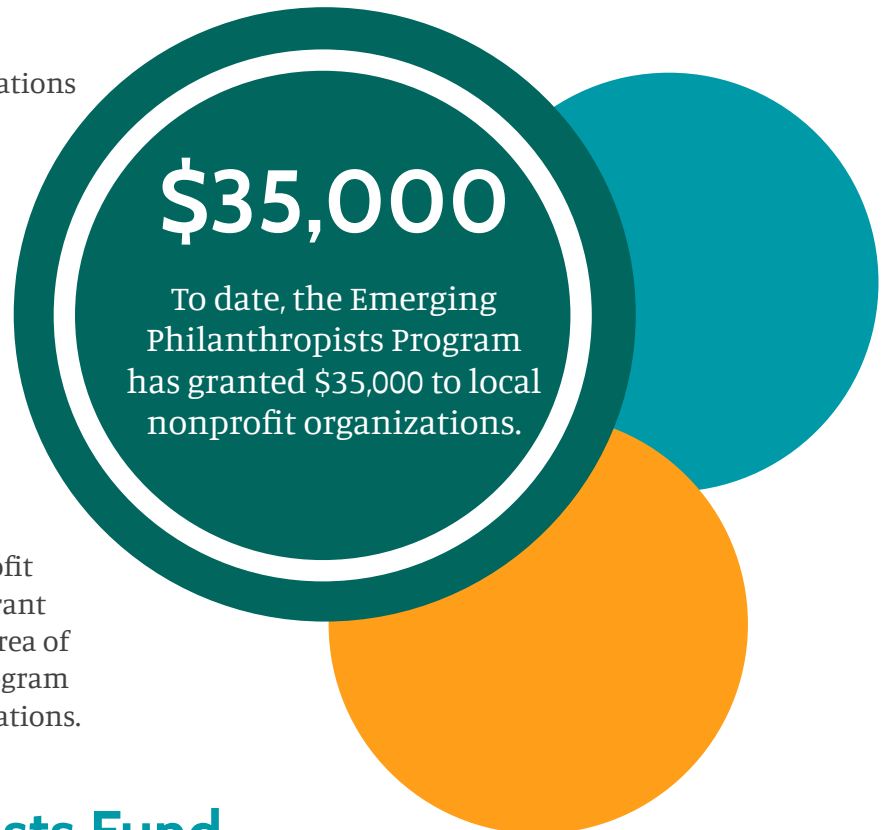 ations
$35,000
To date, the Emerging
Philanthropists Program
has granted $35,000 to local
nonprofit organizations.
ofit
rant
rea of
gram
ations.
sts Fund